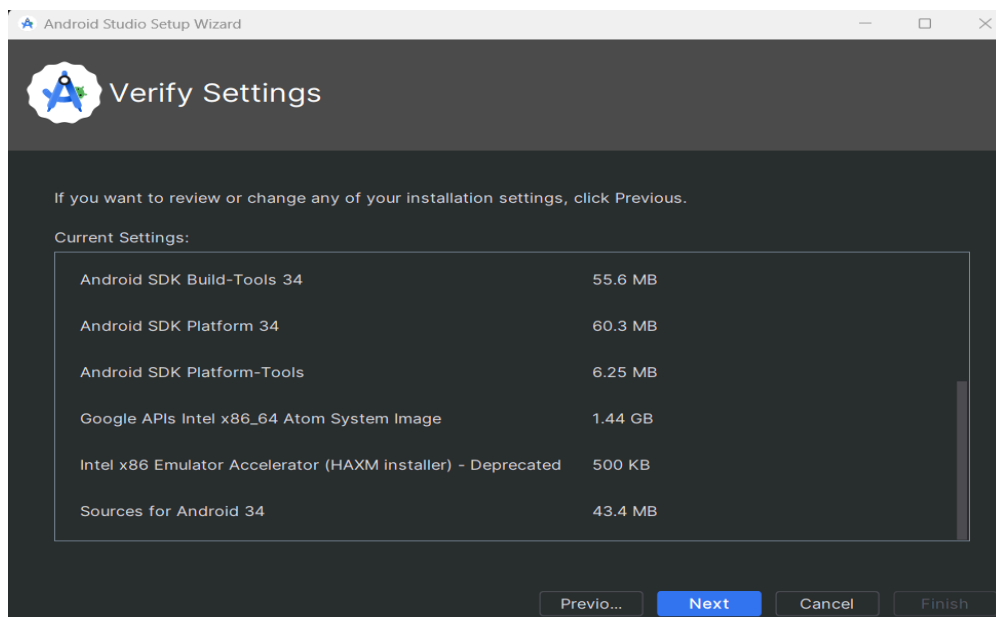 Android Studio Setup Wizard
Verify Settings
If you want to review or change any of your installation settings, click Previous.
Current Settings:
Android SDK Build-Tools 34 55.6 MB
Android SDK Platform 34 60.3 MB
Android SDK Platform-Tools 6.25 MB
Google APIs Intel x86_64 Atom System Image 1.44 GB
Intel x86 Emulator Accelerator (HAXM installer) - Deprecated 500 KB
Sources for Android 34 43.4 MB
Previo... Next Cancel Finish